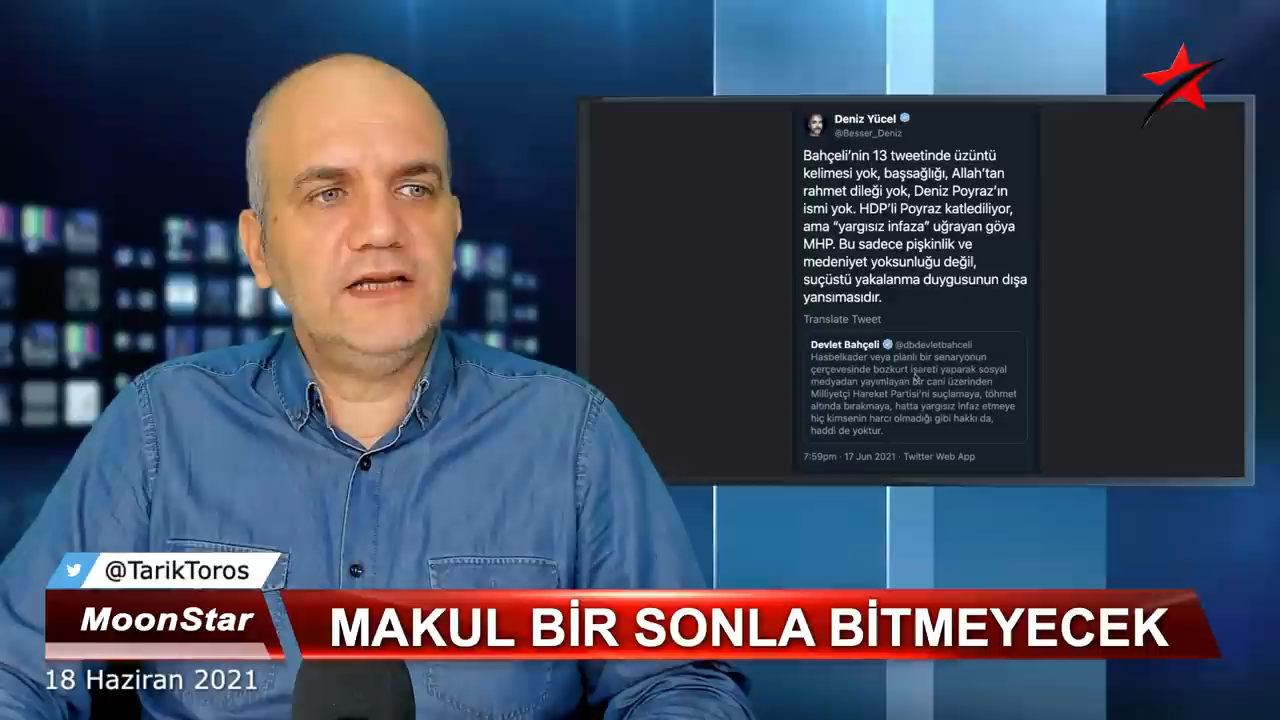 Deniz Yücel
@Besser_Deniz
Bahçeli'nin 13 tweetinde üzüntü
kelimesi yok, başsağlığı, Allah'tan
rahmet dileği yok, Deniz Poyraz'ın
ismi yok. HDP'li Poyraz katlediliyor,
ama "yargısız infaza" uğrayan göya
MHP. Bu sadece pişkinlik ve
medeniyet yoksunluğu değil,
suçüstü yakalanma duygusunun dışa
yansımasıdır.
Translate Tweet
Devlet Bahçeli @dbdevletbahceli
Hasbelkader veya planlı bir senaryonun
çerçevesinde bozkurt işareti yaparak sosyal
medyadan yayımlayan bir cani üzerinden
Milliyetçi Hareket Partisi'ni suçlamaya, töhmet
altında bırakmaya, hatta yargısız infaz etmeye
hiç kimsenin harcı olmadığı gibi hakkı da,
haddi de yoktur.
7:59pm · 17 Jun 2021 · Twitter Web App
@TarikToros
MoonStar
MAKUL BİR SONLA BİTMEYECEK
18 Haziran 2021